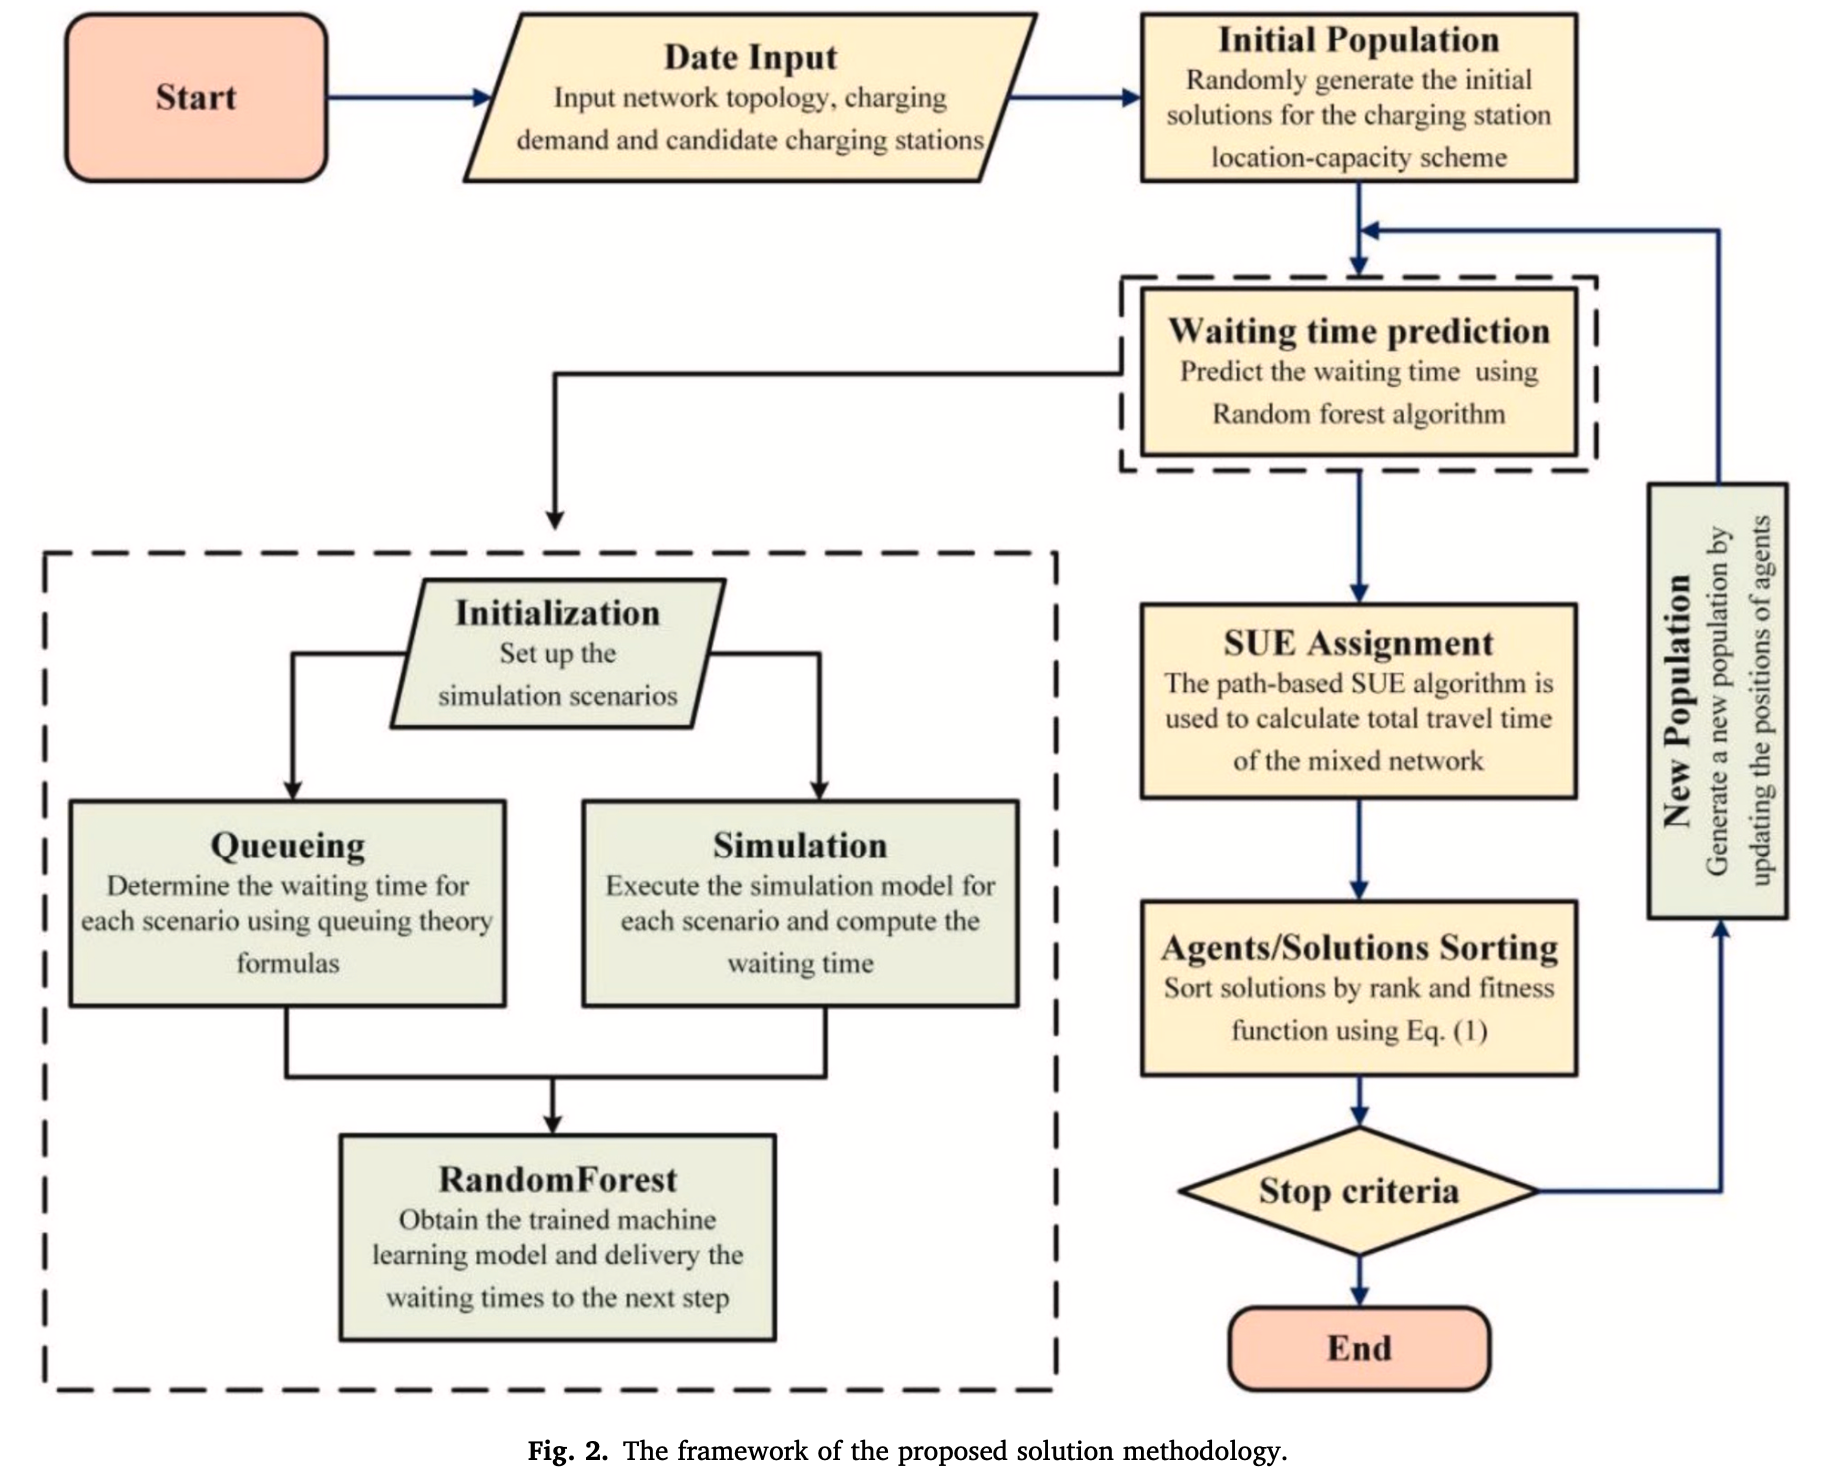 Start
Date Input
Input network topology, charging
demand and candidate charging stations
Initial Population
Randomly generate the initial
solutions for the charging station
location-capacity scheme
Waiting time prediction
Predict the waiting time using
Random forest algorithm
Initialization
Set up the
simulation scenarios
Queueing
Determine the waiting time for
each scenario using queuing theory
formulas
Simulation
Execute the simulation model for
each scenario and compute the
waiting time
RandomForest
Obtain the trained machine
learning model and delivery the
waiting times to the next step
SUE Assignment
The path-based SUE algorithm is
used to calculate total travel time
of the mixed network
Agents/Solutions Sorting
Sort solutions by rank and fitness
function using Eq. (1)
Stop criteria
End
New Population
Generate a new population by
updating the positions of agents
Fig. 2. The framework of the proposed solution methodology.